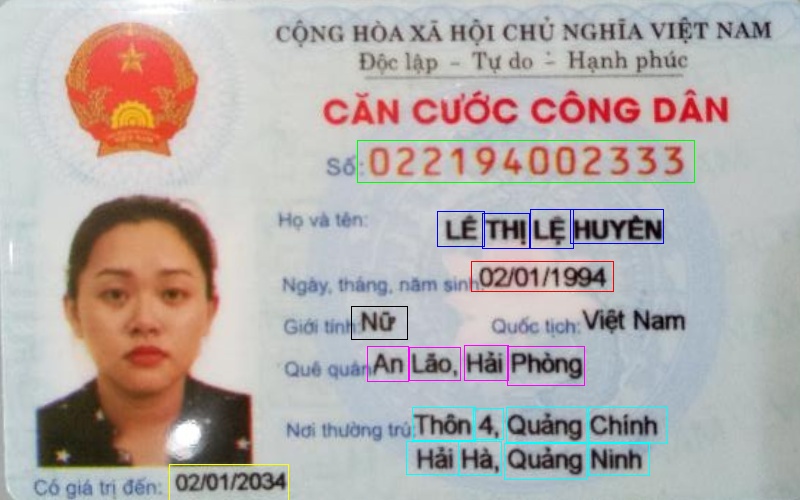 CỘNG HÒA XÃ HỘI CHỦ NGHĨA VIỆT NAM
Độc lập - Tự do - Hạnh phúc
CĂN CƯỚC CÔNG DÂN
Số: 022194002333
Họ và tên: LÊ THỊ LỆ HUYÊN
Ngày, tháng, năm sinh: 02/01/1994
Giới tính: Nữ Quốc tịch: Việt Nam
Quê quán: An Lão, Hải Phòng
Nơi thường trú: Thôn 4, Quảng Chính
Hải Hà, Quảng Ninh
Có giá trị đến: 02/01/2034